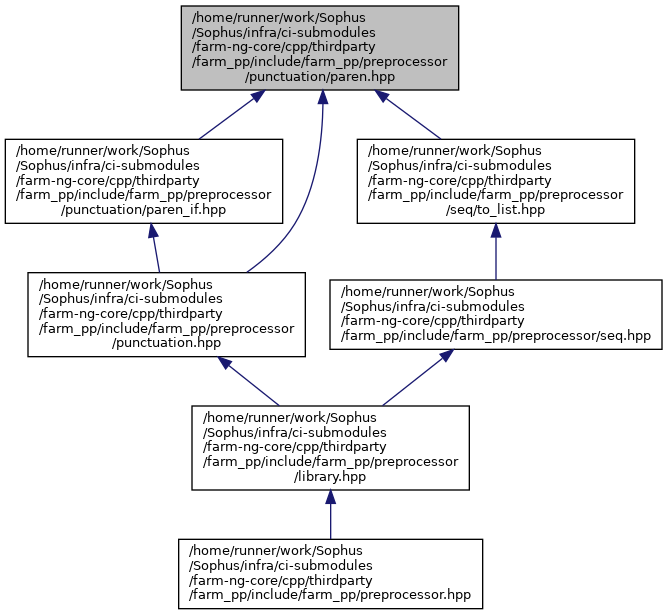 /home/runner/work/Sophus
/Sophus/infra/ci-submodules
/farm-ng-core/cpp/thirdparty
/farm_pp/include/farm_pp/preprocessor
/punctuation/paren.hpp
/home/runner/work/Sophus
/Sophus/infra/ci-submodules
/farm-ng-core/cpp/thirdparty
/farm_pp/include/farm_pp/preprocessor
/punctuation/paren_if.hpp
/home/runner/work/Sophus
/Sophus/infra/ci-submodules
/farm-ng-core/cpp/thirdparty
/farm_pp/include/farm_pp/preprocessor
/seq/to_list.hpp
/home/runner/work/Sophus
/Sophus/infra/ci-submodules
/farm-ng-core/cpp/thirdparty
/farm_pp/include/farm_pp/preprocessor
/punctuation.hpp
/home/runner/work/Sophus
/Sophus/infra/ci-submodules
/farm-ng-core/cpp/thirdparty
/farm_pp/include/farm_pp/preprocessor/seq.hpp
/home/runner/work/Sophus
/Sophus/infra/ci-submodules
/farm-ng-core/cpp/thirdparty
/farm_pp/include/farm_pp/preprocessor
/library.hpp
/home/runner/work/Sophus
/Sophus/infra/ci-submodules
/farm-ng-core/cpp/thirdparty
/farm_pp/include/farm_pp/preprocessor.hpp